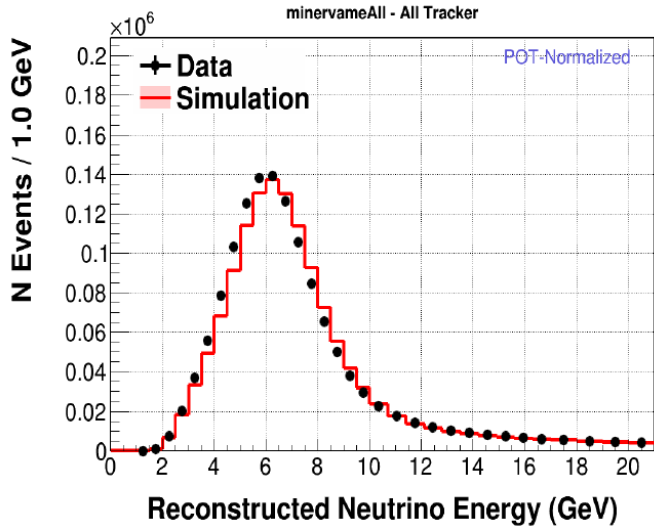 minervameAll - All Tracker
×10⁶
N Events / 1.0 GeV
0.2
0.18
0.16
0.14
0.12
0.1
0.08
0.06
0.04
0.02
0
Data
Simulation
POT-Normalized
0 2 4 6 8 10 12 14 16 18 20
Reconstructed Neutrino Energy (GeV)